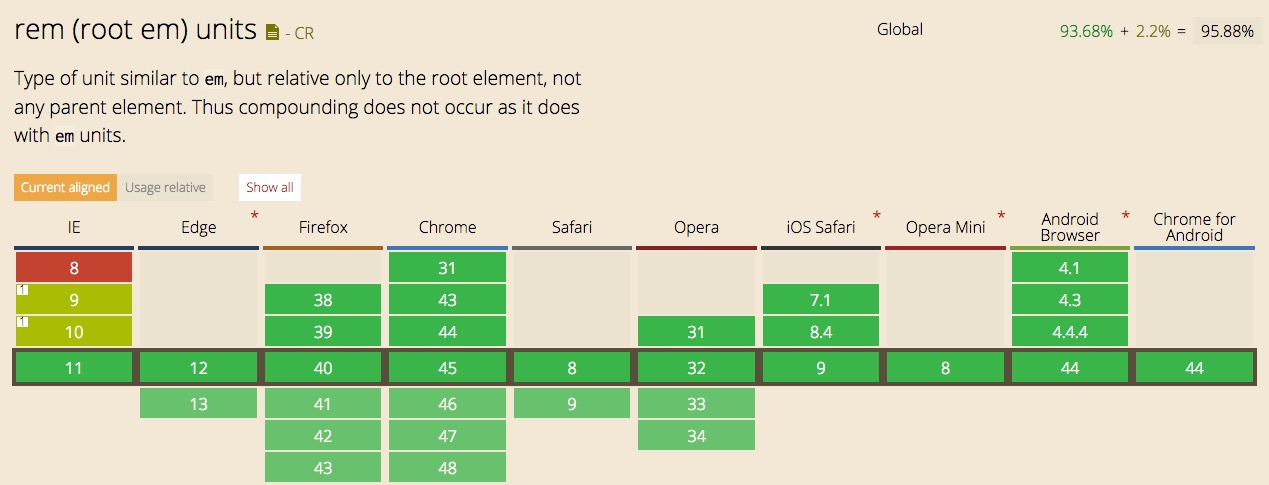 rem (root em) units - CR Global 93.68% + 2.2% = 95.88%
Type of unit similar to em, but relative only to the root element, not
any parent element. Thus compounding does not occur as it does
with em units.
Current aligned Usage relative Show all
IE Edge * Firefox Chrome Safari Opera iOS Safari * Opera Mini * Android Browser * Chrome for Android
8 31 4.1
1 9 38 43 7.1 4.3
1 10 39 44 31 8.4 4.4.4
11 12 40 45 8 32 9 8 44 44
13 41 46 9 33
42 47 34
43 48